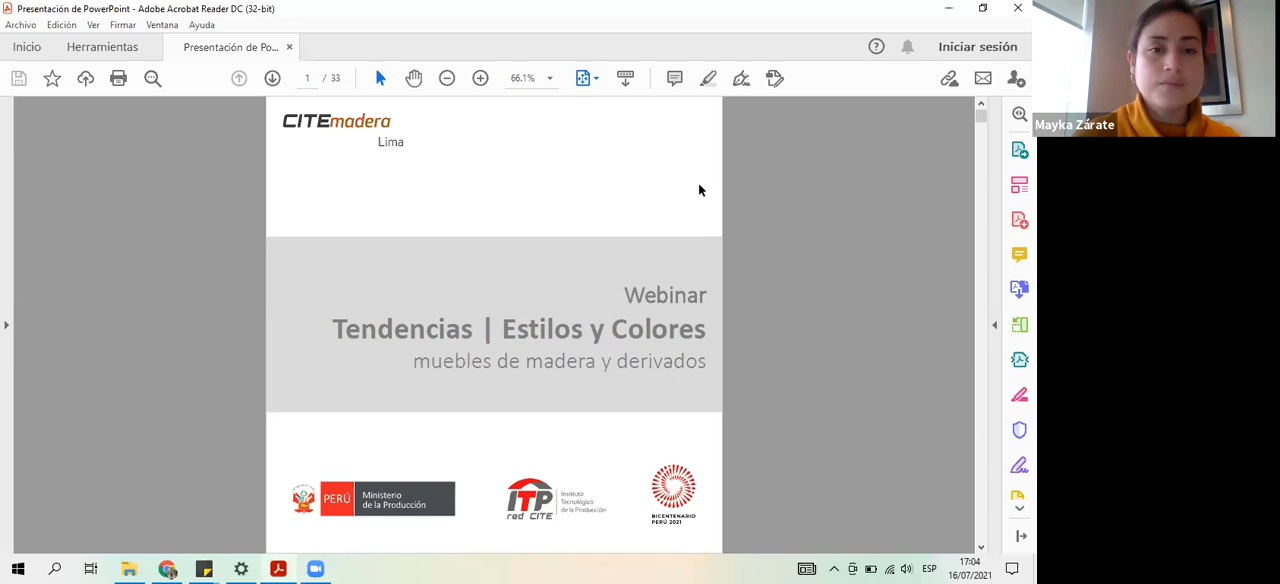 Presentación de PowerPoint - Adobe Acrobat Reader DC (32-bit)
Archivo Edición Ver Firmar Ventana Ayuda
Inicio Herramientas Presentación de Po... × Iniciar sesión
1 / 33 66.1%
Mayka Zárate
CITEmadera
Lima
Webinar
Tendencias | Estilos y Colores
muebles de madera y derivados
PERÚ Ministerio de la Producción
ITP red CITE Instituto Tecnológico de la Producción
BICENTENARIO PERÚ 2021
ESP 17:04
16/07/2021